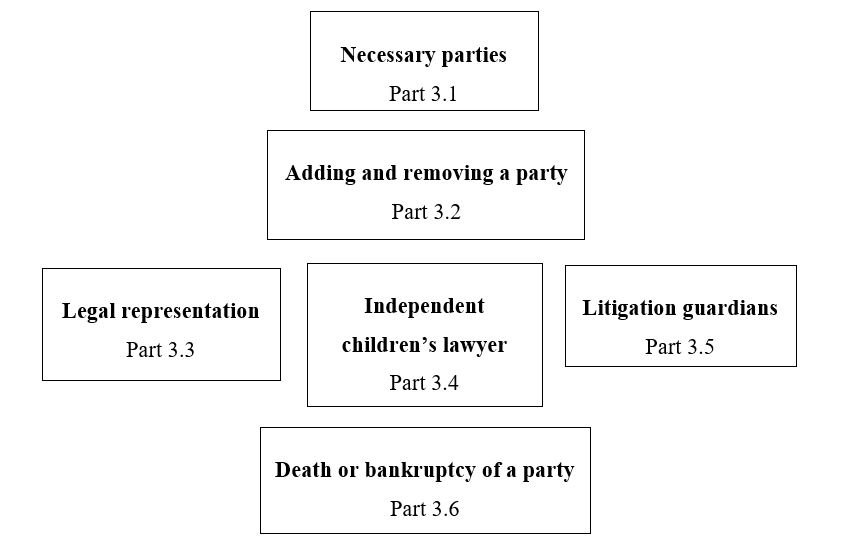 Necessary parties
Part 3.1
Adding and removing a party
Part 3.2
Legal representation
Part 3.3
Independent
children’s lawyer
Part 3.4
Litigation guardians
Part 3.5
Death or bankruptcy of a party
Part 3.6